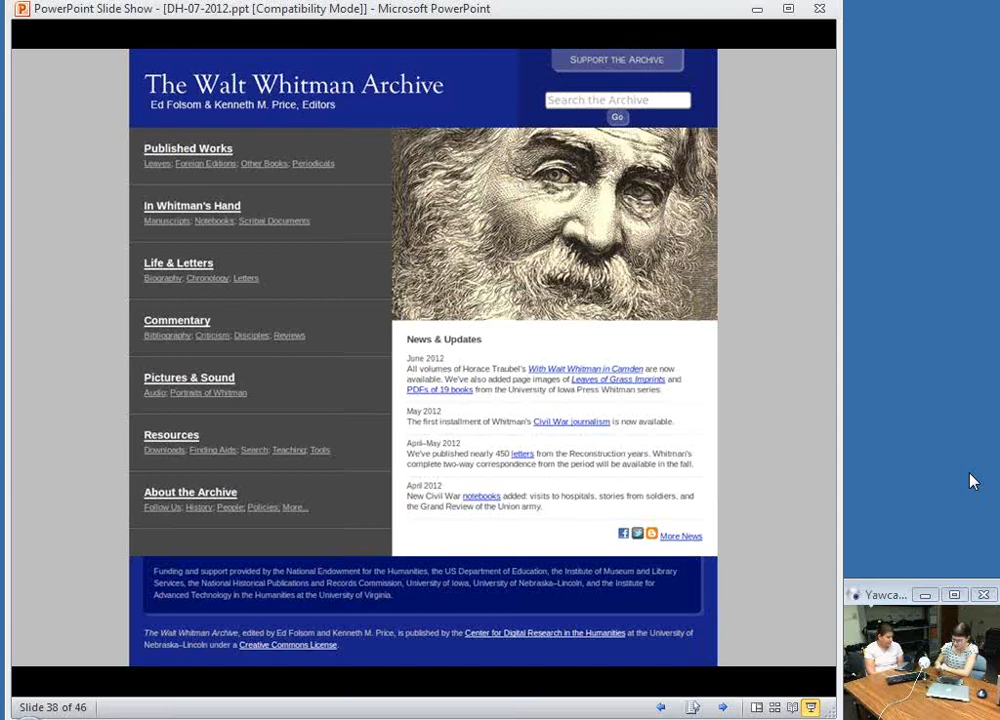 PowerPoint Slide Show - [DH-07-2012.ppt [Compatibility Mode]] - Microsoft PowerPoint
SUPPORT THE ARCHIVE
The Walt Whitman Archive
Ed Folsom & Kenneth M. Price, Editors
Search the Archive
Go
Published Works
Leaves; Foreign Editions; Other Books; Periodicals
In Whitman's Hand
Manuscripts; Notebooks; Scribal Documents
Life & Letters
Biography; Chronology; Letters
Commentary
Bibliography; Criticism; Disciples; Reviews
Pictures & Sound
Audio; Portraits of Whitman
Resources
Downloads; Finding Aids; Search; Teaching; Tools
About the Archive
Follow Us; History; People; Policies; More...
News & Updates
June 2012
All volumes of Horace Traubel's With Walt Whitman in Camden are now
available. We've also added page images of Leaves of Grass Imprints and
PDFs of 19 books from the University of Iowa Press Whitman series.
May 2012
The first installment of Whitman's Civil War journalism is now available.
April-May 2012
We've published nearly 450 letters from the Reconstruction years. Whitman's
complete two-way correspondence from the period will be available in the fall.
April 2012
New Civil War notebooks added: visits to hospitals, stories from soldiers, and
the Grand Review of the Union army.
More News
Funding and support provided by the National Endowment for the Humanities, the US Department of Education, the Institute of Museum and Library
Services, the National Historical Publications and Records Commission, University of Iowa, University of Nebraska–Lincoln, and the Institute for
Advanced Technology in the Humanities at the University of Virginia.
The Walt Whitman Archive, edited by Ed Folsom and Kenneth M. Price, is published by the Center for Digital Research in the Humanities at the University of
Nebraska–Lincoln under a Creative Commons License.
Yawca...
Slide 38 of 46